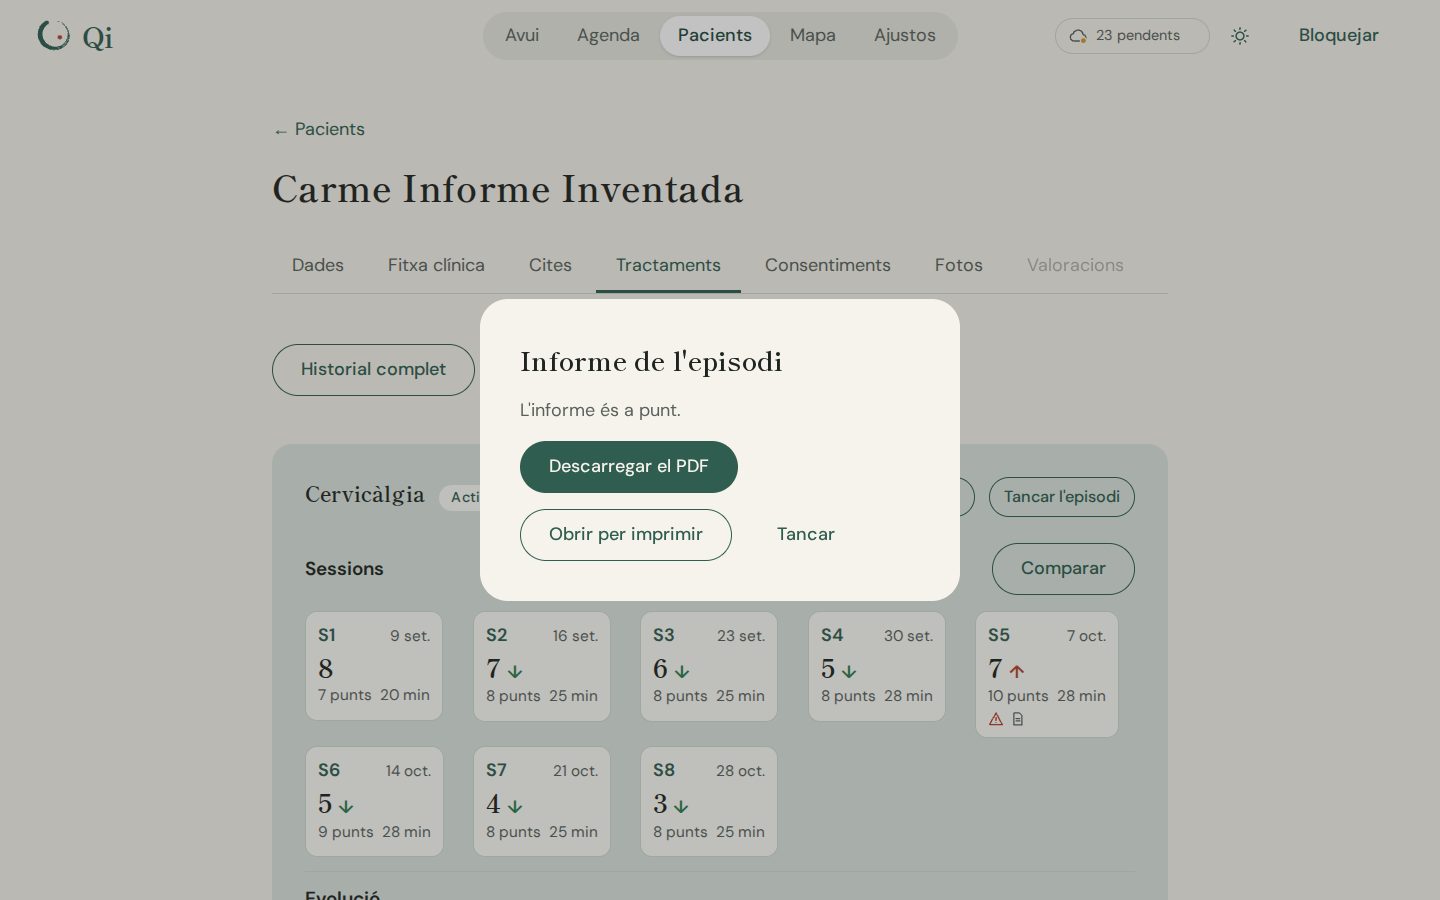 Qi
Avui Agenda Pacients Mapa Ajustos
23 pendents
Bloquejar
← Pacients
Carme Informe Inventada
Dades Fitxa clínica Cites Tractaments Consentiments Fotos Valoracions
Historial complet
Informe de l'episodi
L'informe és a punt.
Descarregar el PDF
Obrir per imprimir Tancar
Cervicàlgia Acti
Tancar l'episodi
Sessions
Comparar
S1 9 set.
8
7 punts 20 min
S2 16 set.
7 ↓
8 punts 25 min
S3 23 set.
6 ↓
8 punts 25 min
S4 30 set.
5 ↓
8 punts 28 min
S5 7 oct.
7 ↑
10 punts 28 min
S6 14 oct.
5 ↓
9 punts 28 min
S7 21 oct.
4 ↓
8 punts 25 min
S8 28 oct.
3 ↓
8 punts 25 min
Evolució